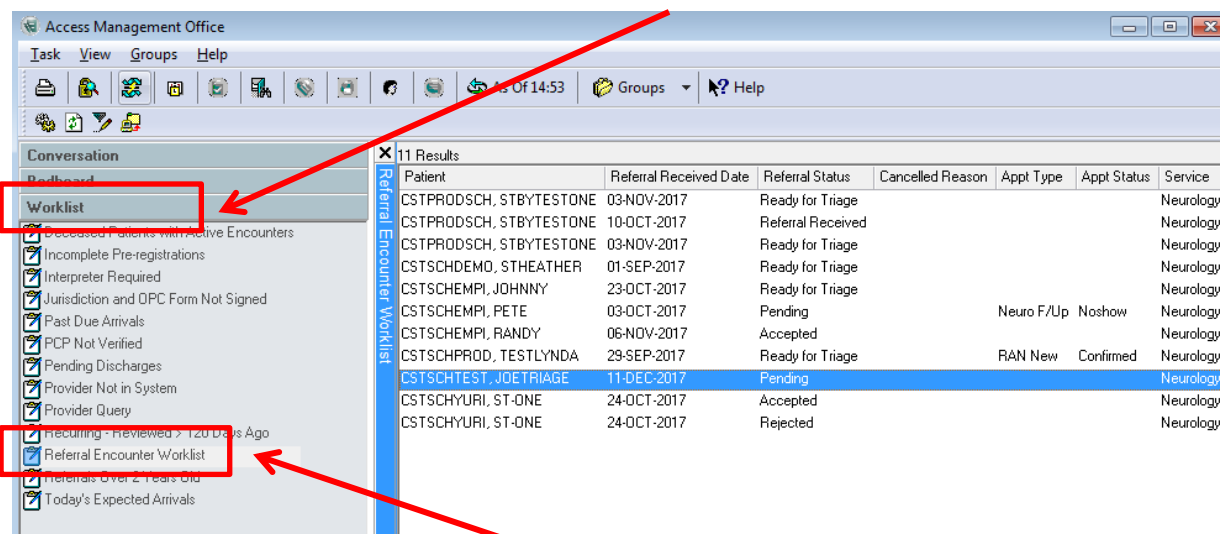 Access Management Office
Task View Groups Help
As Of 14:53 Groups Help
Conversation
Bedboard
Worklist
Deceased Patients with Active Encounters
Incomplete Pre-registrations
Interpreter Required
Jurisdiction and OPC Form Not Signed
Past Due Arrivals
PCP Not Verified
Pending Discharges
Provider Not in System
Provider Query
Recurring - Reviewed > 120 Days Ago
Referral Encounter Worklist
Referrals Over 2 Years Old
Today's Expected Arrivals
Referral Encounter Worklist
11 Results
Patient Referral Received Date Referral Status Cancelled Reason Appt Type Appt Status Service
CSTPRODSCH, STBYTESTONE 03-NOV-2017 Ready for Triage Neurology
CSTPRODSCH, STBYTESTONE 10-OCT-2017 Referral Received Neurology
CSTPRODSCH, STBYTESTONE 03-NOV-2017 Ready for Triage Neurology
CSTSCHDEMO, STHEATHER 01-SEP-2017 Ready for Triage Neurology
CSTSCHEMPI, JOHNNY 23-OCT-2017 Ready for Triage Neurology
CSTSCHEMPI, PETE 03-OCT-2017 Pending Neuro F/Up Noshow Neurology
CSTSCHEMPI, RANDY 06-NOV-2017 Accepted Neurology
CSTSCHPROD, TESTLYNDA 29-SEP-2017 Ready for Triage RAN New Confirmed Neurology
CSTSCHTEST, JOETRIAGE 11-DEC-2017 Pending Neurology
CSTSCHYURI, ST-ONE 24-OCT-2017 Accepted Neurology
CSTSCHYURI, ST-ONE 24-OCT-2017 Rejected Neurology